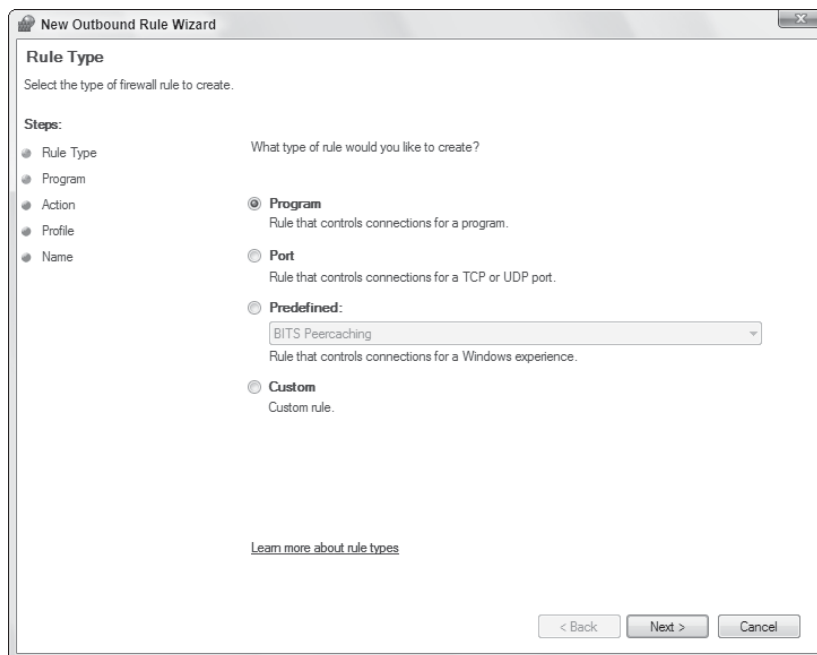 New Outbound Rule Wizard
Rule Type
Select the type of firewall rule to create.
Steps:
Rule Type
Program
Action
Profile
Name
What type of rule would you like to create?
Program
Rule that controls connections for a program.
Port
Rule that controls connections for a TCP or UDP port.
Predefined:
BITS Peercaching
Rule that controls connections for a Windows experience.
Custom
Custom rule.
Learn more about rule types
< Back Next > Cancel